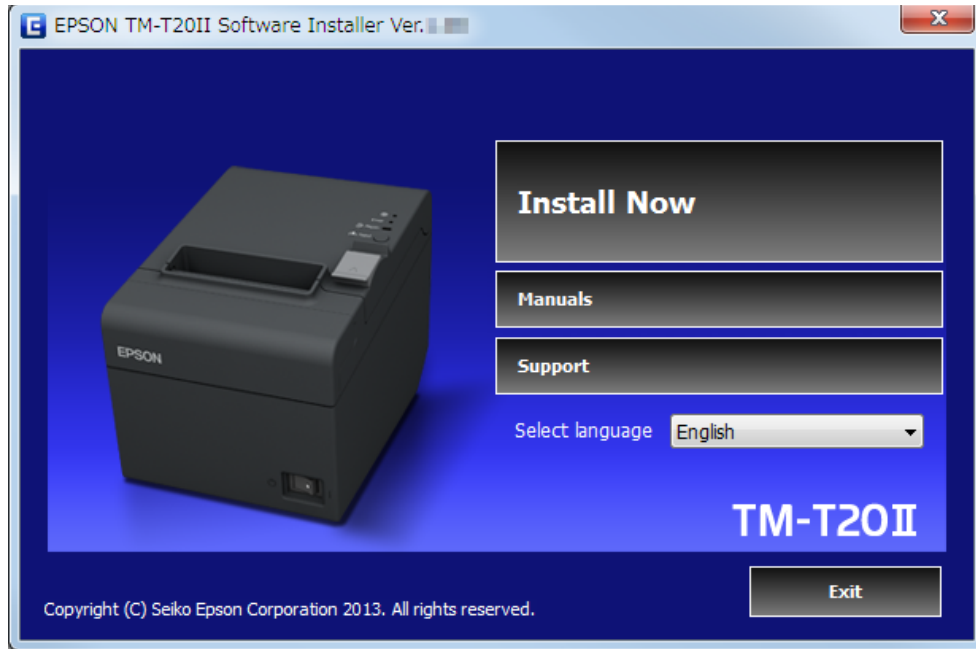 EPSON TM-T20II Software Installer Ver.
Install Now
Manuals
Support
Select language English
EPSON
TM-T20II
Exit
Copyright (C) Seiko Epson Corporation 2013. All rights reserved.